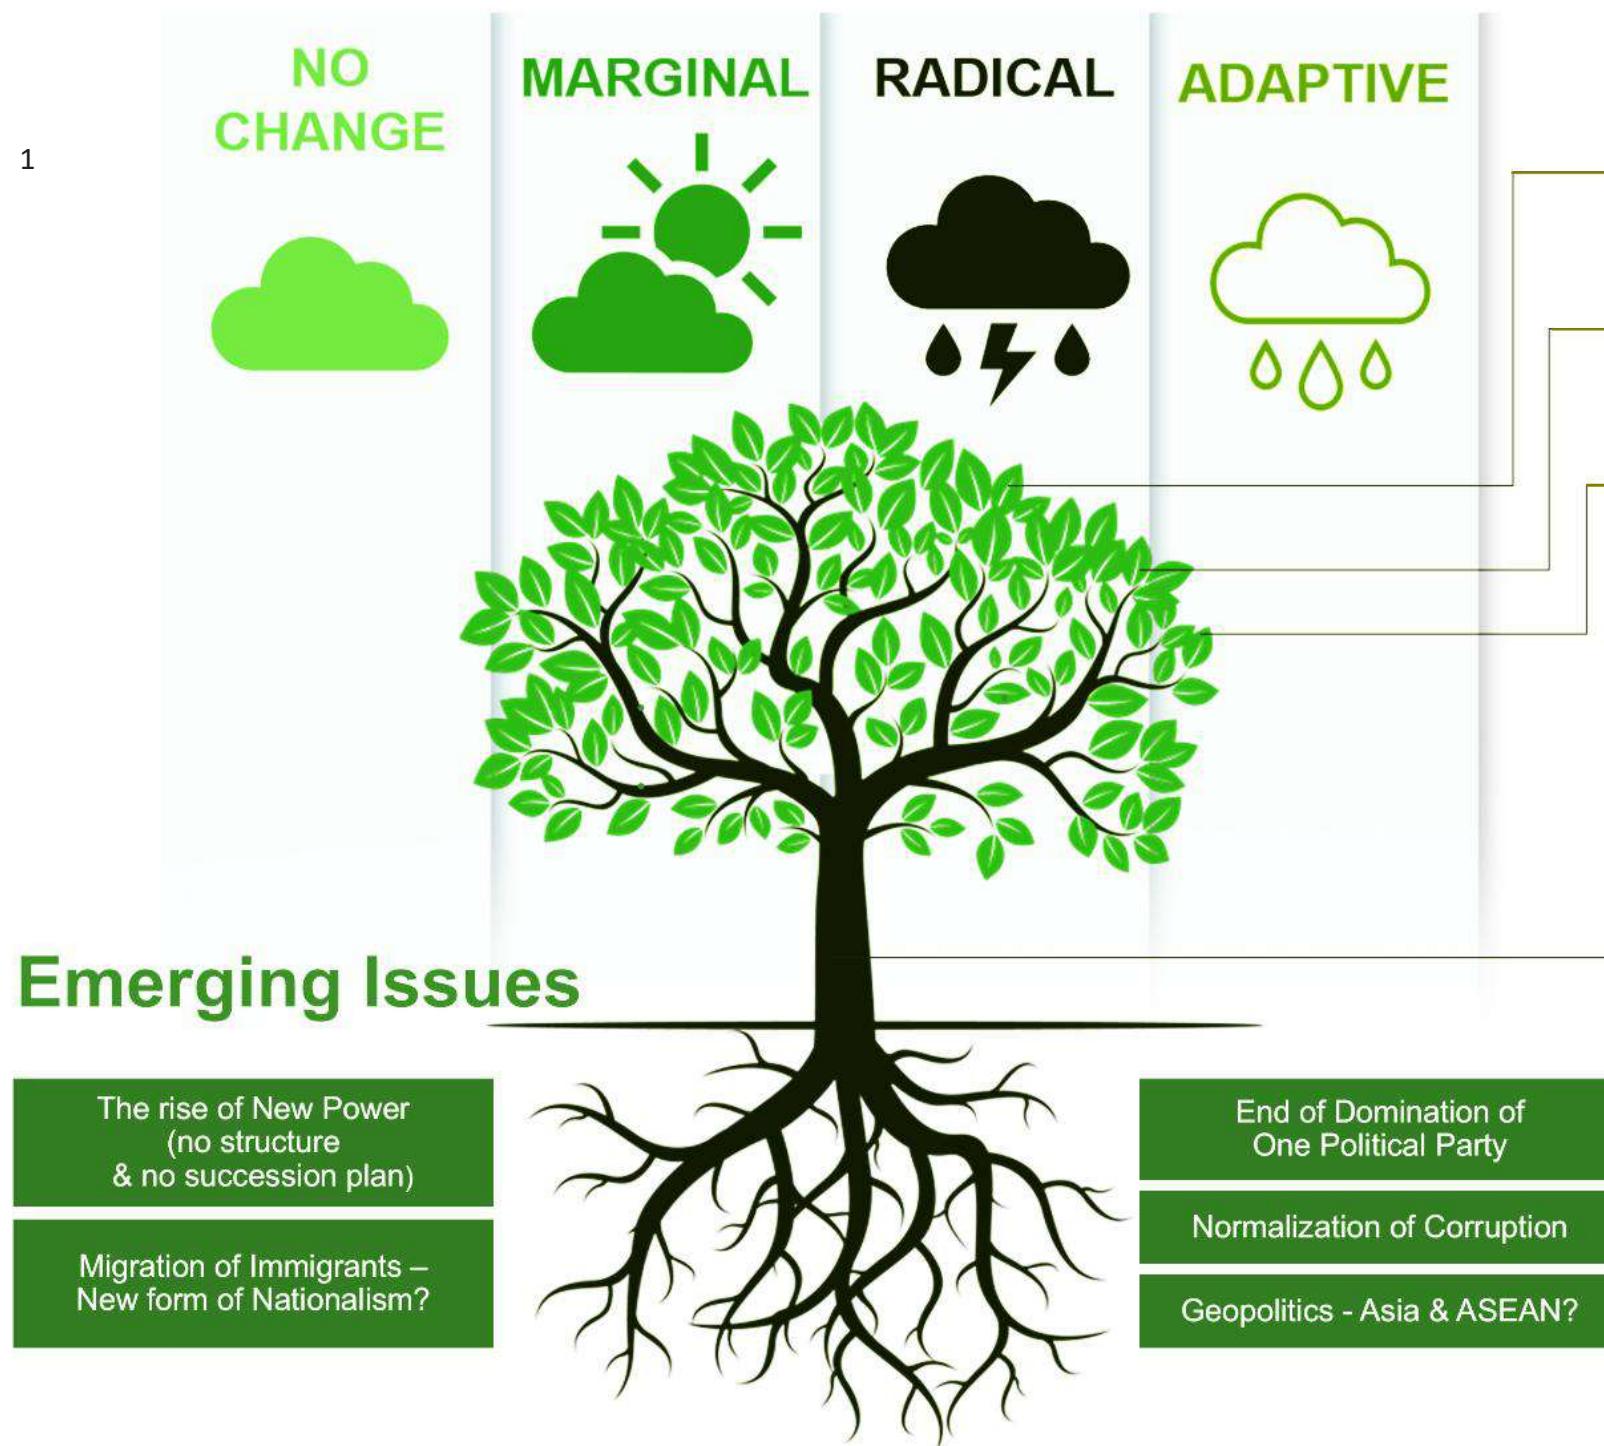 NO
CHANGE
MARGINAL
RADICAL
ADAPTIVE
1
Emerging Issues
The rise of New Power
(no structure
& no succession plan)
Migration of Immigrants –
New form of Nationalism?
End of Domination of
One Political Party
Normalization of Corruption
Geopolitics - Asia & ASEAN?